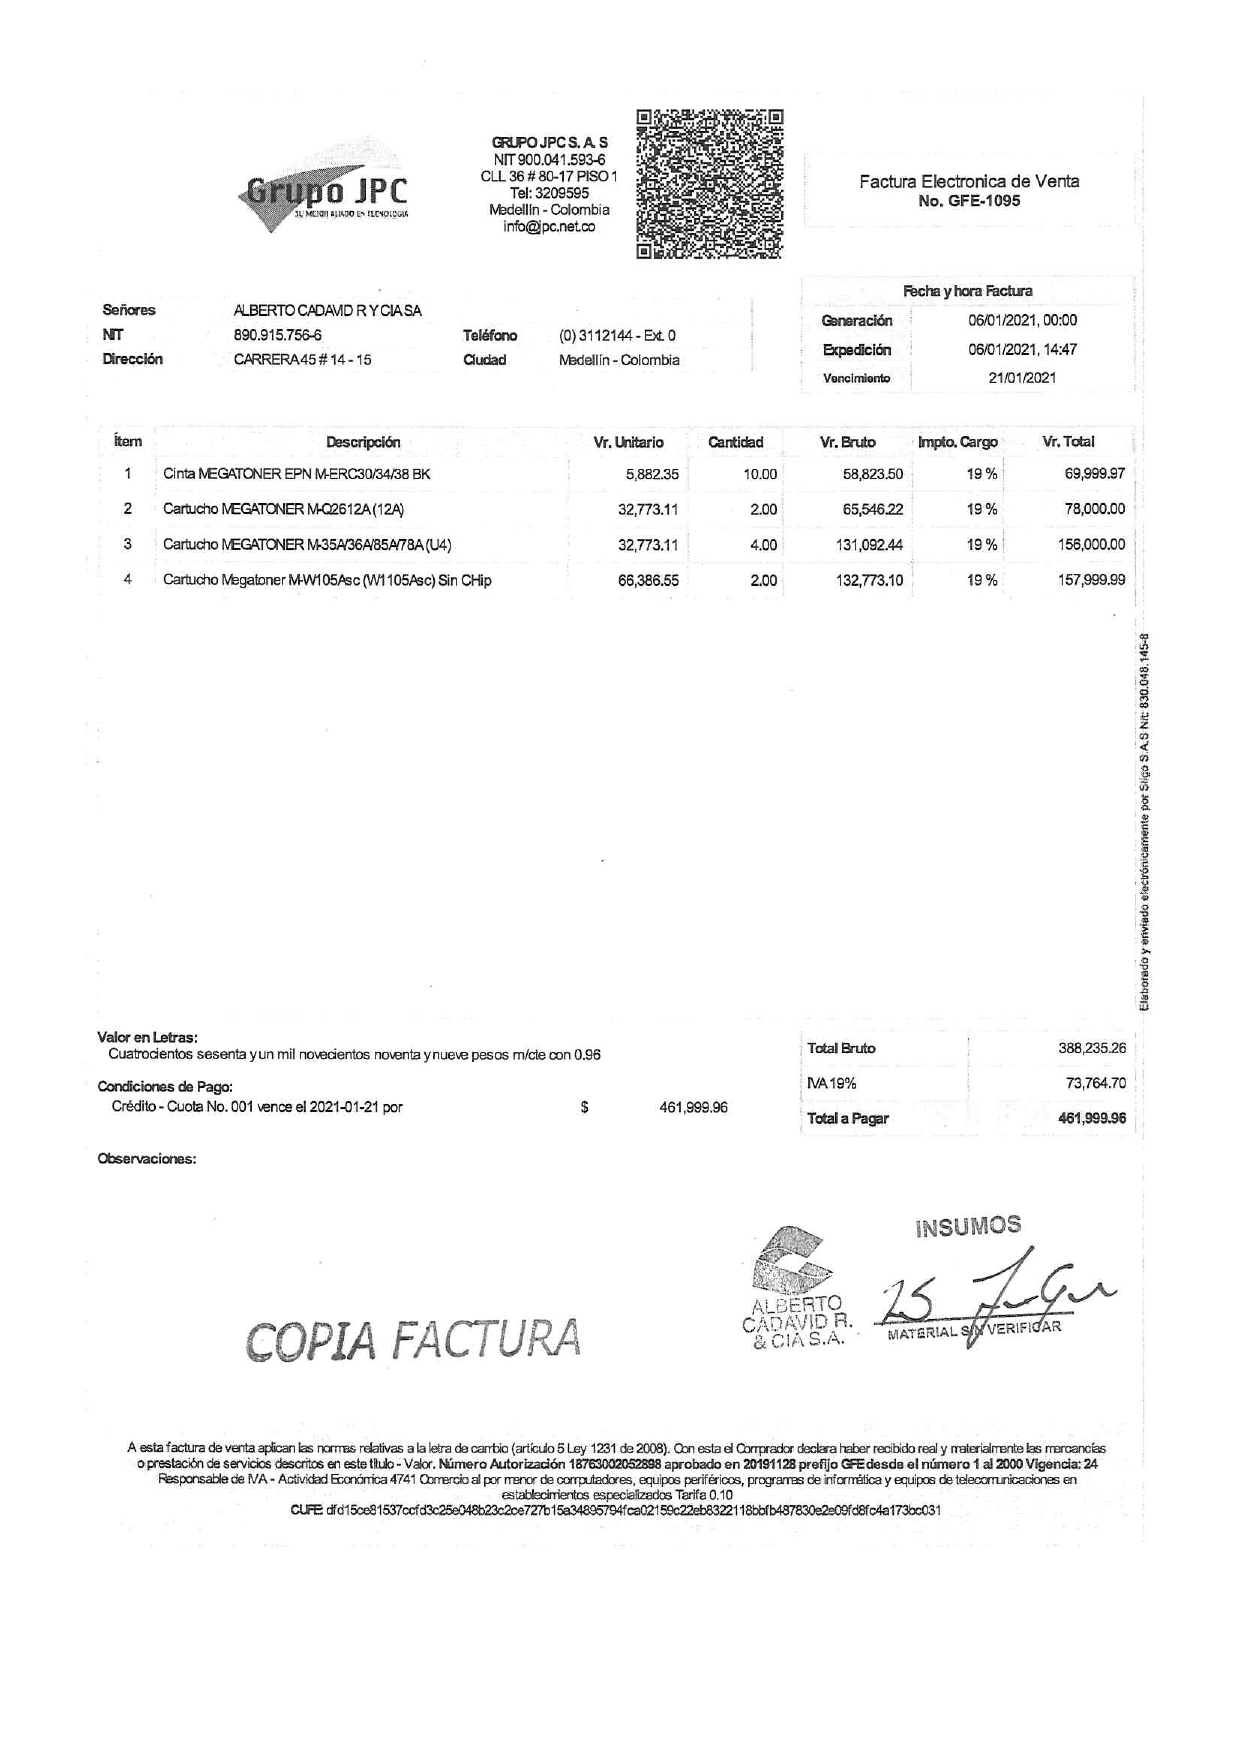 Grupo JPC
SU MEJOR ALIADO EN TECNOLOGIA
GRUPO JPC S. A. S
NIT 900.041.593-6
CLL 36 # 80-17 PISO 1
Tel: 3209595
Medellín - Colombia
info@jpc.net.co
Factura Electronica de Venta
No. GFE-1095
Señores ALBERTO CADAVID R Y CIA SA
NIT 890.915.756-6 Teléfono (0) 3112144 - Ext. 0
Dirección CARRERA 45 # 14 - 15 Ciudad Medellín - Colombia
Fecha y hora Factura
Generación 06/01/2021, 00:00
Expedición 06/01/2021, 14:47
Vencimiento 21/01/2021
Ítem Descripción Vr. Unitario Cantidad Vr. Bruto Impto. Cargo Vr. Total
1 Cinta MEGATONER EPN M-ERC30/34/38 BK 5,882.35 10.00 58,823.50 19 % 69,999.97
2 Cartucho MEGATONER M-Q2612A (12A) 32,773.11 2.00 65,546.22 19 % 78,000.00
3 Cartucho MEGATONER M-35A/36A/85A/78A (U4) 32,773.11 4.00 131,092.44 19 % 156,000.00
4 Cartucho Megatoner M-W105Asc (W1105Asc) Sin CHip 66,386.55 2.00 132,773.10 19 % 157,999.99
Elaborado y enviado electrónicamente por Siigo S.A.S Nit: 830.048.145-8
Valor en Letras:
Cuatrocientos sesenta y un mil novecientos noventa y nueve pesos m/cte con 0.96
Condiciones de Pago:
Crédito - Cuota No. 001 vence el 2021-01-21 por $ 461,999.96
Total Bruto 388,235.26
IVA 19% 73,764.70
Total a Pagar 461,999.96
Observaciones:
COPIA FACTURA
ALBERTO
CADAVID R.
& CIA S.A.
INSUMOS
25
MATERIAL SIN VERIFICAR
A esta factura de venta aplican las normas relativas a la letra de cambio (artículo 5 Ley 1231 de 2008). Con esta el Comprador declara haber recibido real y materialmente las mercancías
o prestación de servicios descritos en este título - Valor. Número Autorización 18763002052898 aprobado en 20191128 prefijo GFE desde el número 1 al 2000 Vigencia: 24
Responsable de IVA - Actividad Económica 4741 Comercio al por menor de computadores, equipos periféricos, programas de informática y equipos de telecomunicaciones en
establecimientos especializados Tarifa 0.10
CUFE: dfd15ce81537ccfd3c25e048b23c2ce727b15a34895794fca02159c22eb8322118bbfb487830e2e09fd8fc4a173bc031